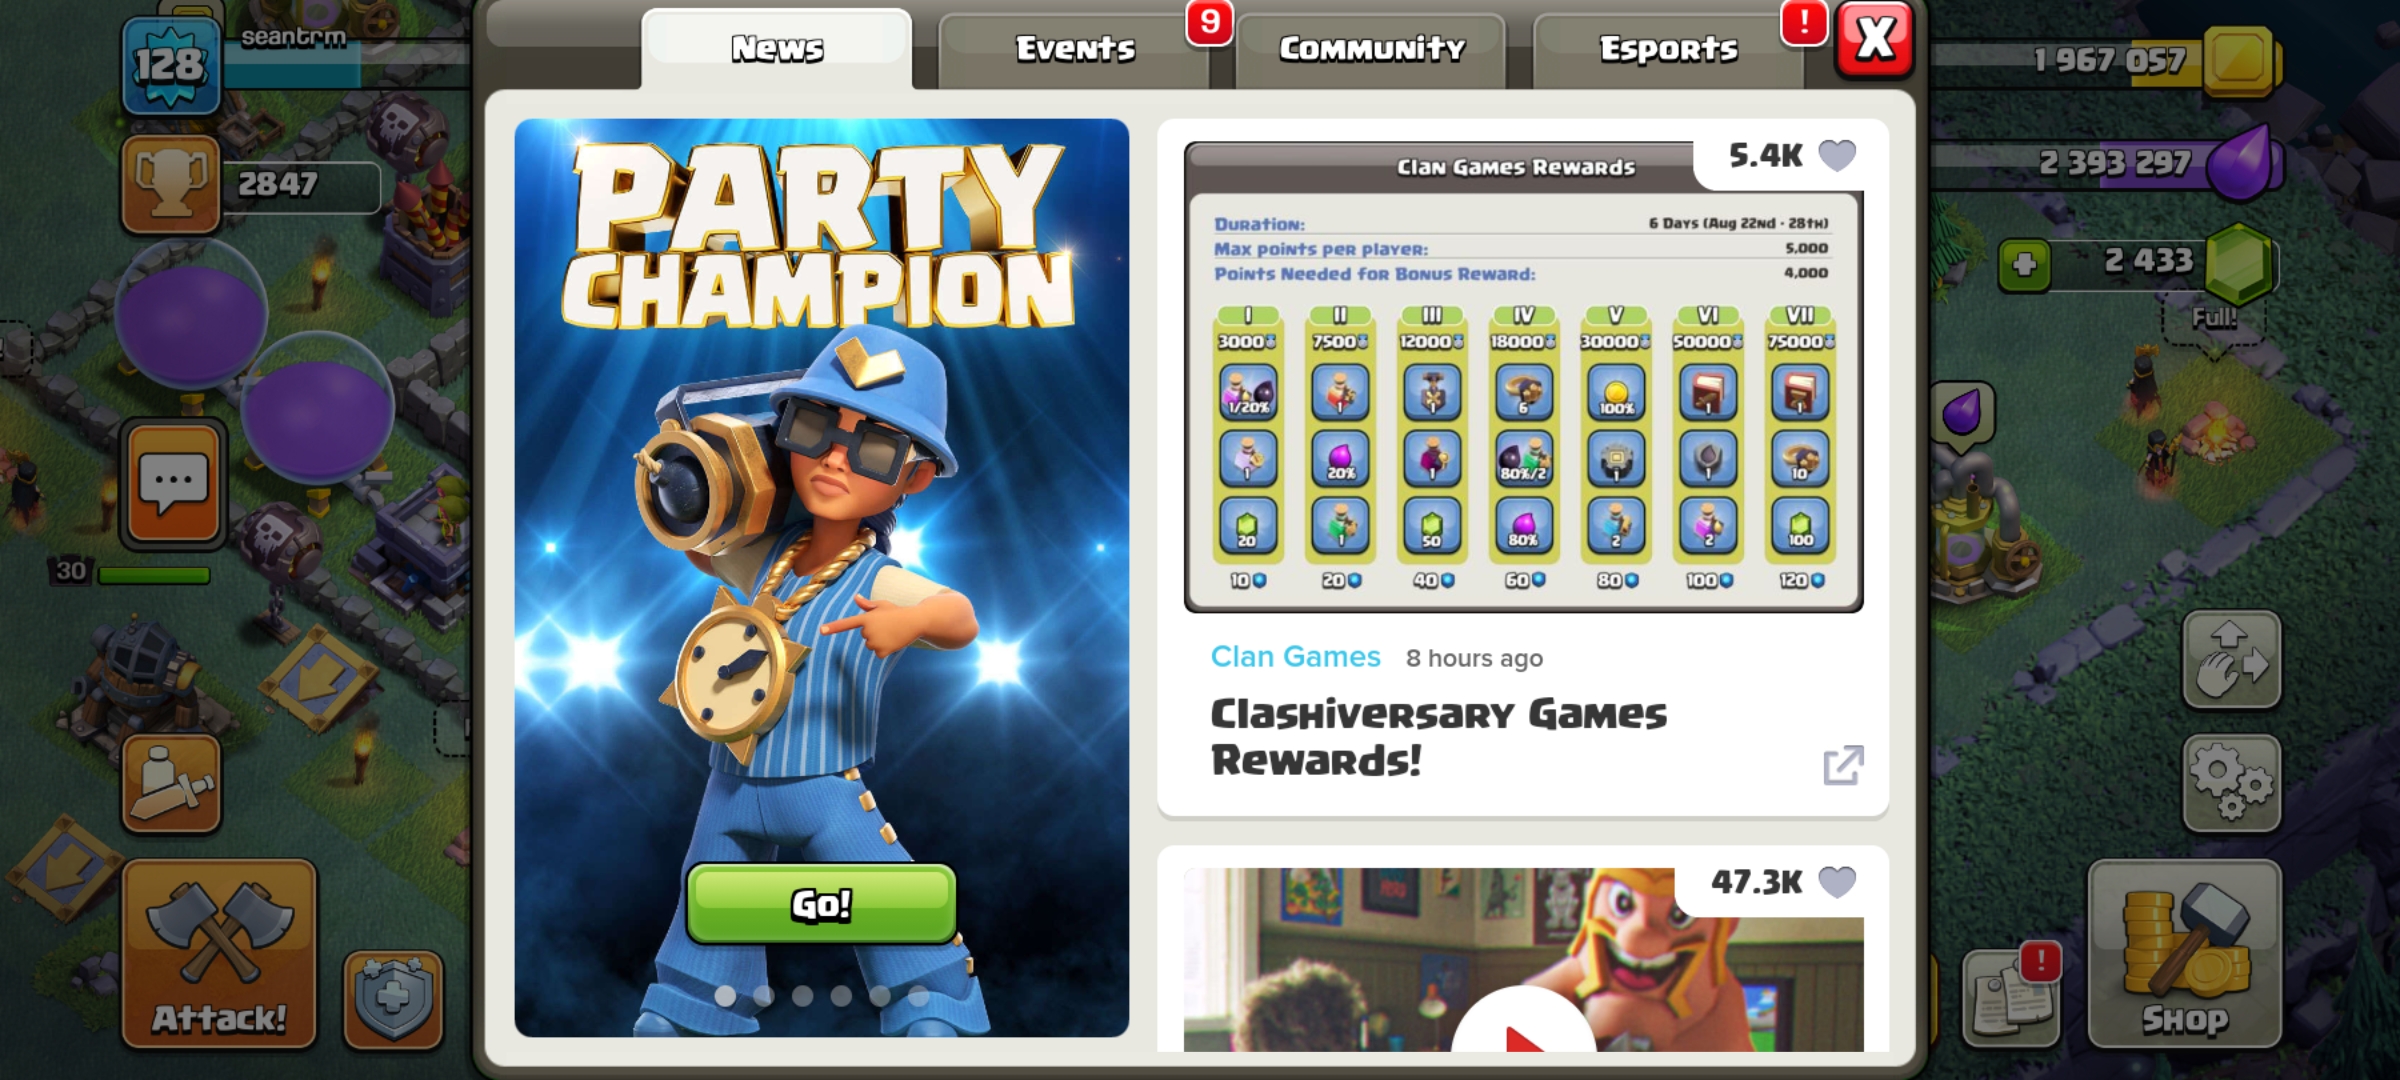 seantrm
128
2847
30
Attack!
News
Events
9
Community
Esports
!
X
PARTY
CHAMPION
Go!
Clan Games Rewards
5.4K
Duration:
6 Days (Aug 22nd - 28th)
Max points per player:
5,000
Points Needed for Bonus Reward:
4,000
I II III IV V VI VII
3000 7500 12000 18000 30000 50000 75000
1/20% 1 1 6 100% 1 1
1 20% 1 80%/2 1 1 10
20 1 50 80% 2 2 100
10 20 40 60 80 100 120
Clan Games 8 hours ago
Clashiversary Games
Rewards!
47.3K
1 967 057
2 393 297
+
2 433
Full!
!
Shop